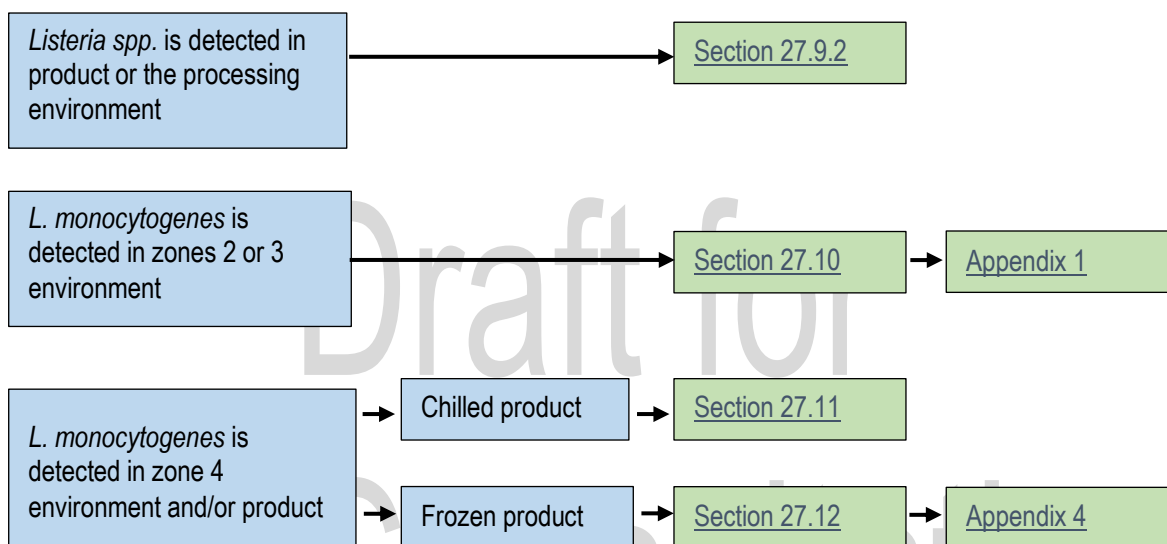 Listeria spp. is detected in
product or the processing
environment
Section 27.9.2
L. monocytogenes is
detected in zones 2 or 3
environment
Section 27.10
Appendix 1
Draft for
L. monocytogenes is
detected in zone 4
environment and/or product
Chilled product
Section 27.11
Frozen product
Section 27.12
Appendix 4